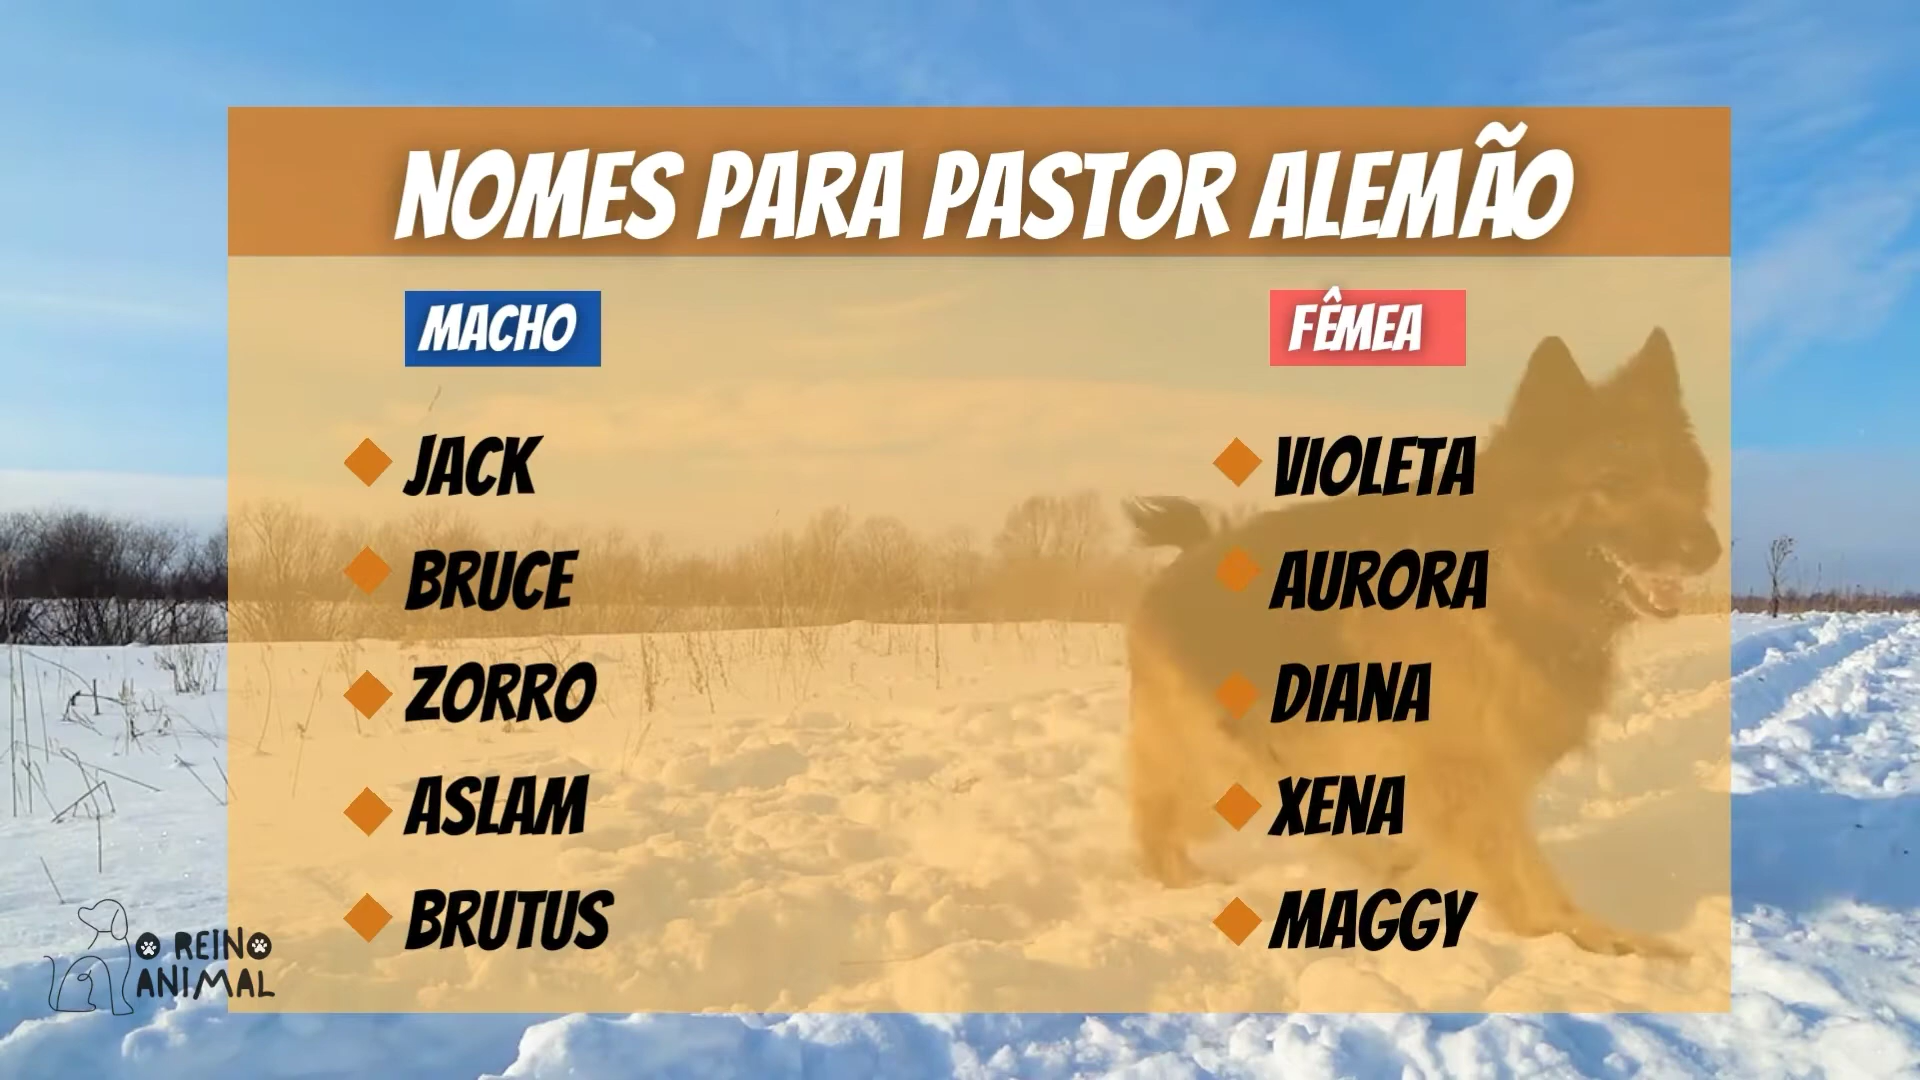 NOMES PARA PASTOR ALEMÃO
MACHO
JACK
BRUCE
ZORRO
ASLAM
BRUTUS
FÊMEA
VIOLETA
AURORA
DIANA
XENA
MAGGY
O REINO
ANIMAL